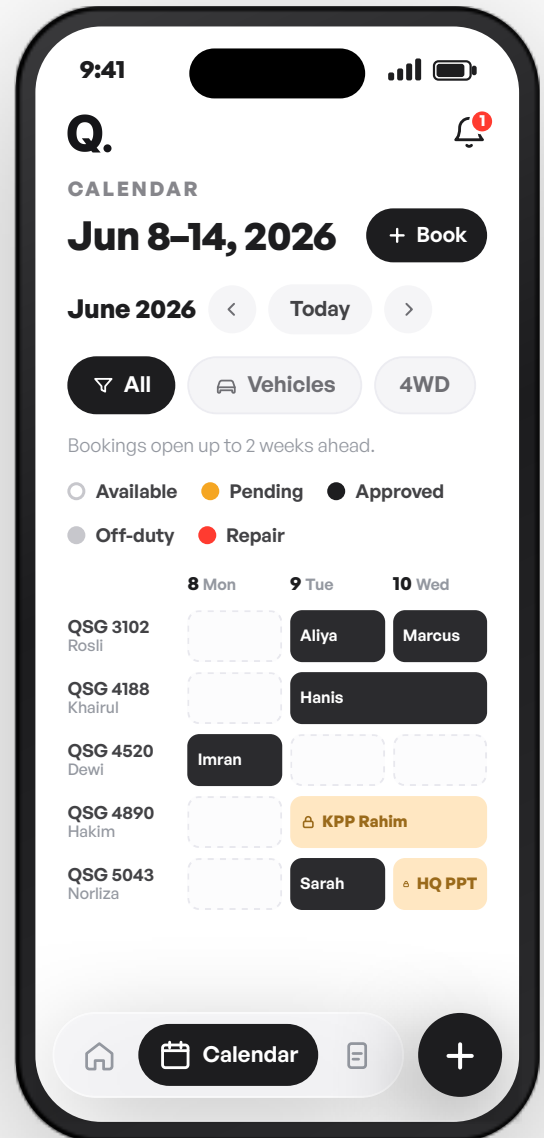 9:41
Q.
1
CALENDAR
Jun 8–14, 2026
+ Book
June 2026 < Today >
All Vehicles 4WD
Bookings open up to 2 weeks ahead.
Available Pending Approved
Off-duty Repair
8 Mon 9 Tue 10 Wed
QSG 3102
Rosli
Aliya Marcus
QSG 4188
Khairul
Hanis
QSG 4520
Dewi
Imran
QSG 4890
Hakim
KPP Rahim
QSG 5043
Norliza
Sarah HQ PPT
Calendar +